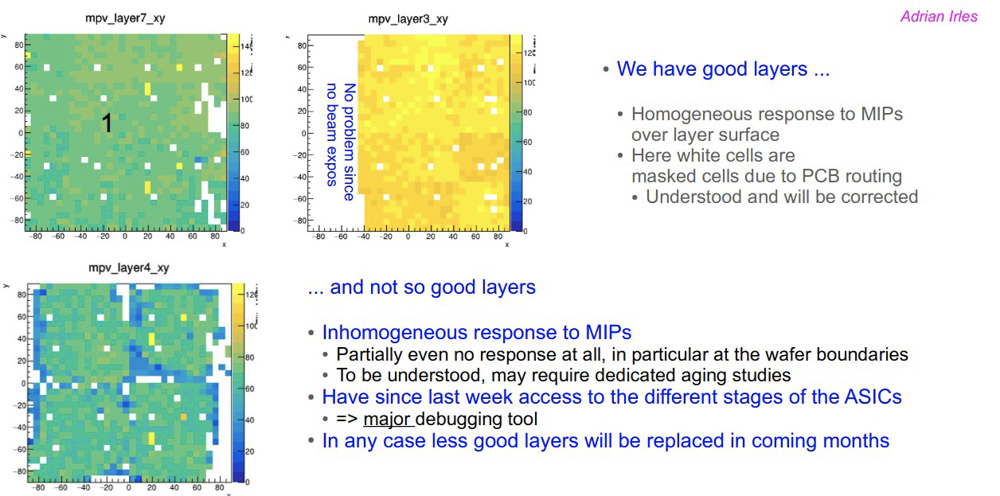 Adrian Irles
mpv_layer7_xy
y
80
60
40
20
0
−20
−40
−60
−80
−80 −60 −40 −20 0 20 40 60 80
x
120
100
80
60
40
20
0
1
mpv_layer3_xy
y
80
60
40
20
0
−20
−40
−60
−80
−80 −60 −40 −20 0 20 40 60 80
x
100
80
60
40
20
0
No problem since
no beam expos
• We have good layers ...
• Homogeneous response to MIPs
over layer surface
• Here white cells are
masked cells due to PCB routing
• Understood and will be corrected
mpv_layer4_xy
y
80
60
40
20
0
−20
−40
−60
−80
−80 −60 −40 −20 0 20 40 60 80
x
100
80
60
40
20
0
... and not so good layers
• Inhomogeneous response to MIPs
• Partially even no response at all, in particular at the wafer boundaries
• To be understood, may require dedicated aging studies
• Have since last week access to the different stages of the ASICs
• => major debugging tool
• In any case less good layers will be replaced in coming months